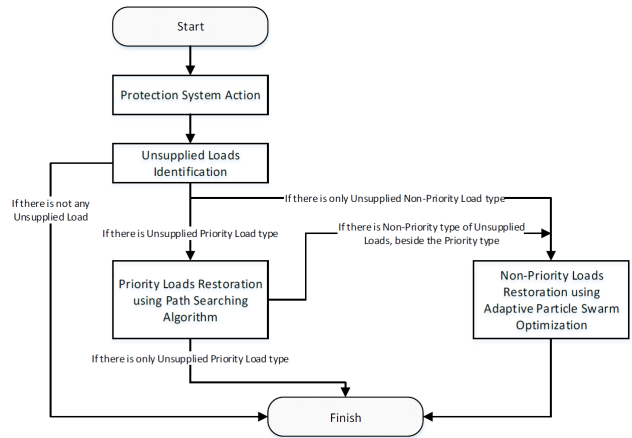 Start
Protection System Action
Unsupplied Loads
Identification
If there is not any
Unsupplied Load
If there is only Unsupplied Non-Priority Load type
If there is Unsupplied Priority Load type
If there is Non-Priority type of Unsupplied
Loads, beside the Priority type
Priority Loads Restoration
using Path Searching
Algorithm
Non-Priority Loads
Restoration using
Adaptive Particle Swarm
Optimization
If there is only Unsupplied Priority Load type
Finish